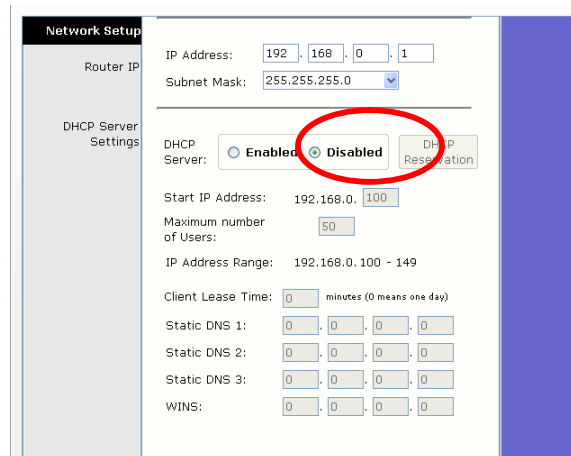 Network Setup
Router IP
IP Address: 192 . 168 . 0 . 1
Subnet Mask: 255.255.255.0
DHCP Server
Settings
DHCP
Server:
Enabled Disabled
DHCP
Reservation
Start IP Address: 192.168.0. 100
Maximum number
of Users:
50
IP Address Range: 192.168.0.100 - 149
Client Lease Time: 0 minutes (0 means one day)
Static DNS 1: 0 . 0 . 0 . 0
Static DNS 2: 0 . 0 . 0 . 0
Static DNS 3: 0 . 0 . 0 . 0
WINS: 0 . 0 . 0 . 0